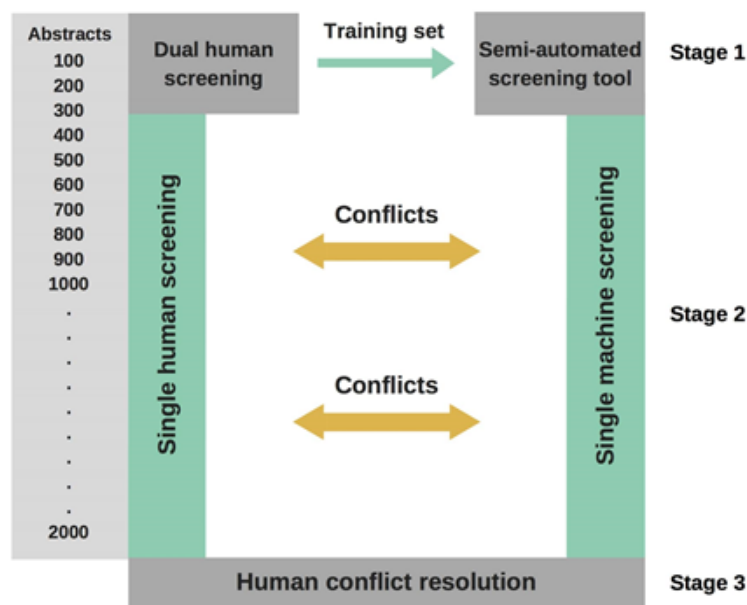 Abstracts
100
200
300
400
500
600
700
800
900
1000
.
.
.
.
.
.
.
.
.
2000
Dual human
screening
Training set
Semi-automated
screening tool
Stage 1
Single human screening
Conflicts
Conflicts
Single machine screening
Stage 2
Human conflict resolution
Stage 3